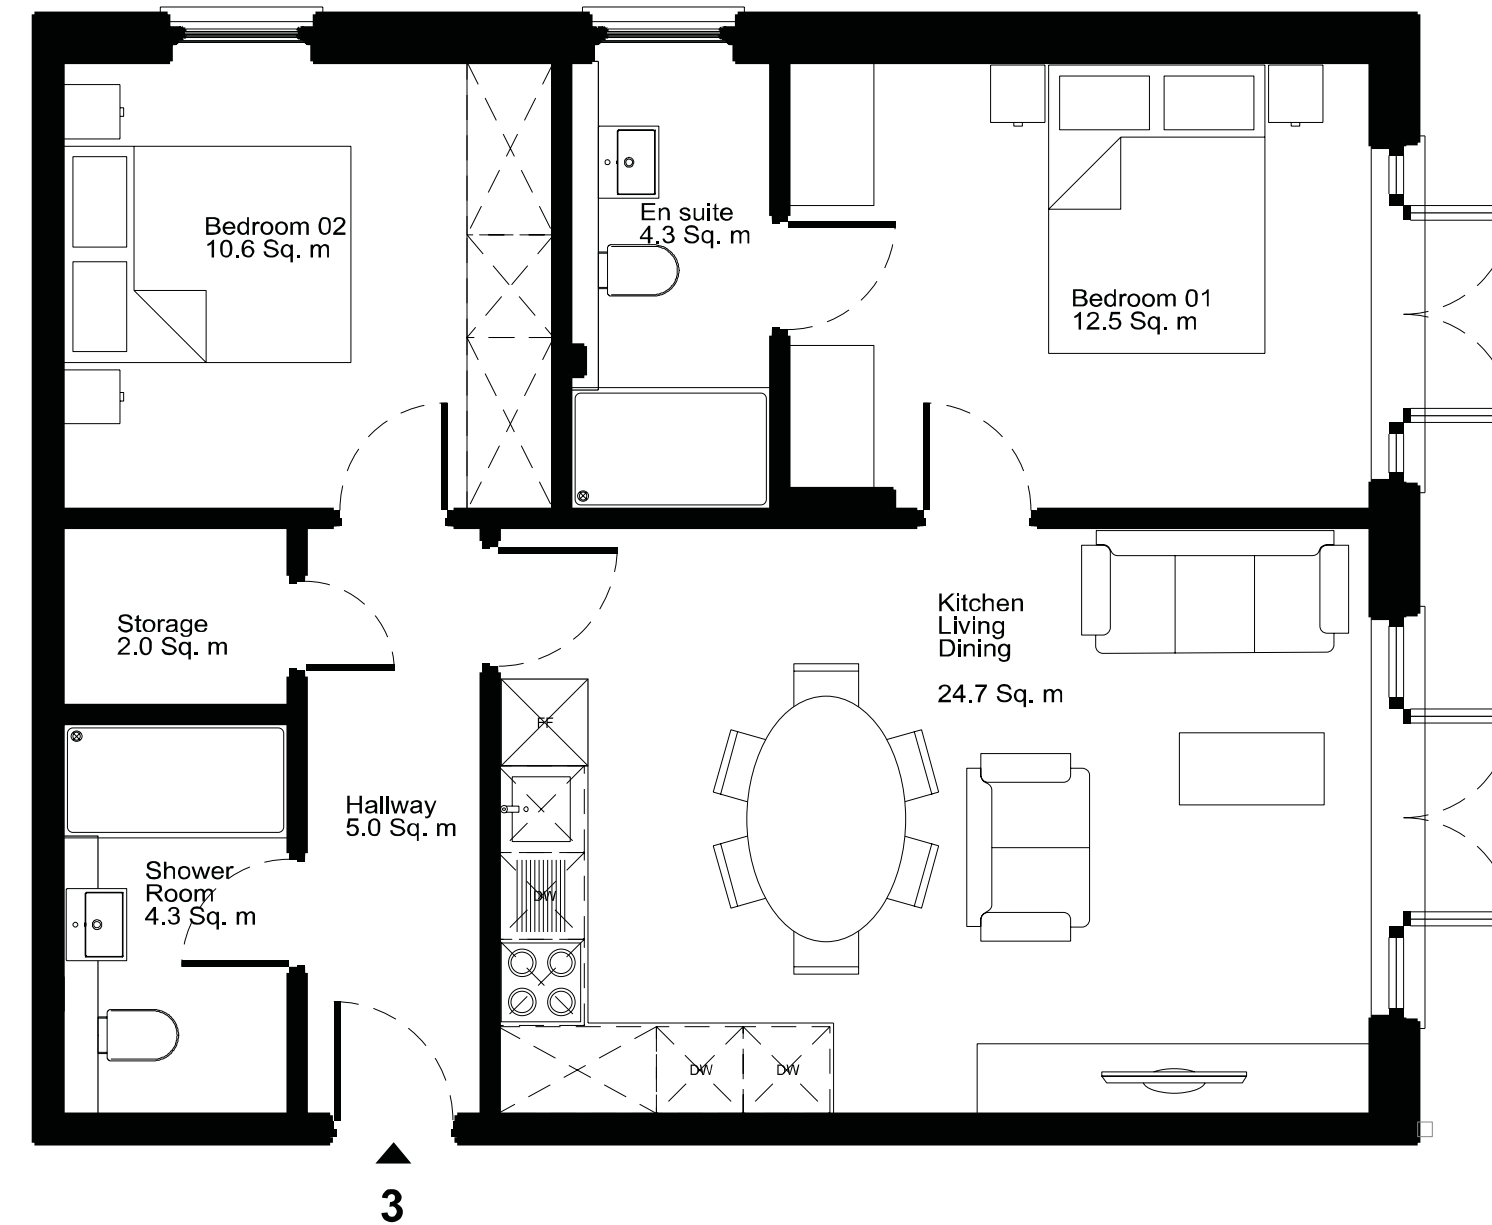 Bedroom 02
10.6 Sq. m
En suite
4.3 Sq. m
Bedroom 01
12.5 Sq. m
Storage
2.0 Sq. m
Kitchen
Living
Dining
24.7 Sq. m
FF
Hallway
5.0 Sq. m
Shower
Room
4.3 Sq. m
DW
DW
DW
3